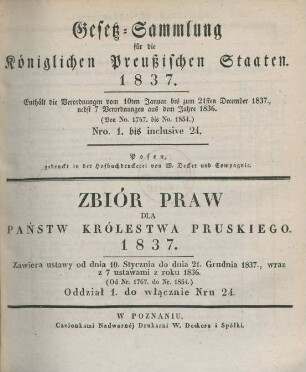 Gesetz-Sammlung
für die
Königlichen Preußischen Staaten.
1837.
Enthält die Verordnungen vom 10ten Januar bis zum 21sten December 1837.,
nebst 7 Verordnungen aus dem Jahre 1836.
(Von No. 1767. bis No. 1854.)
Nro. 1. bis inclusive 24.
Posen,
gedruckt in der Hofbuchdruckerei von W. Decker und Compagnie.
ZBIÓR PRAW
DLA
PAŃSTW KRÓLESTWA PRUSKIEGO.
1837.
Zawiera ustawy od dnia 10. Stycznia do dnia 21. Grudnia 1837., wraz
z 7 ustawami z roku 1836.
(Od Nr. 1767. do Nr. 1854.)
Oddział 1. do włącznie Nru 24.
W POZNANIU,
Czcionkami Nadwornéj Drukarni W. Deckera i Spółki.